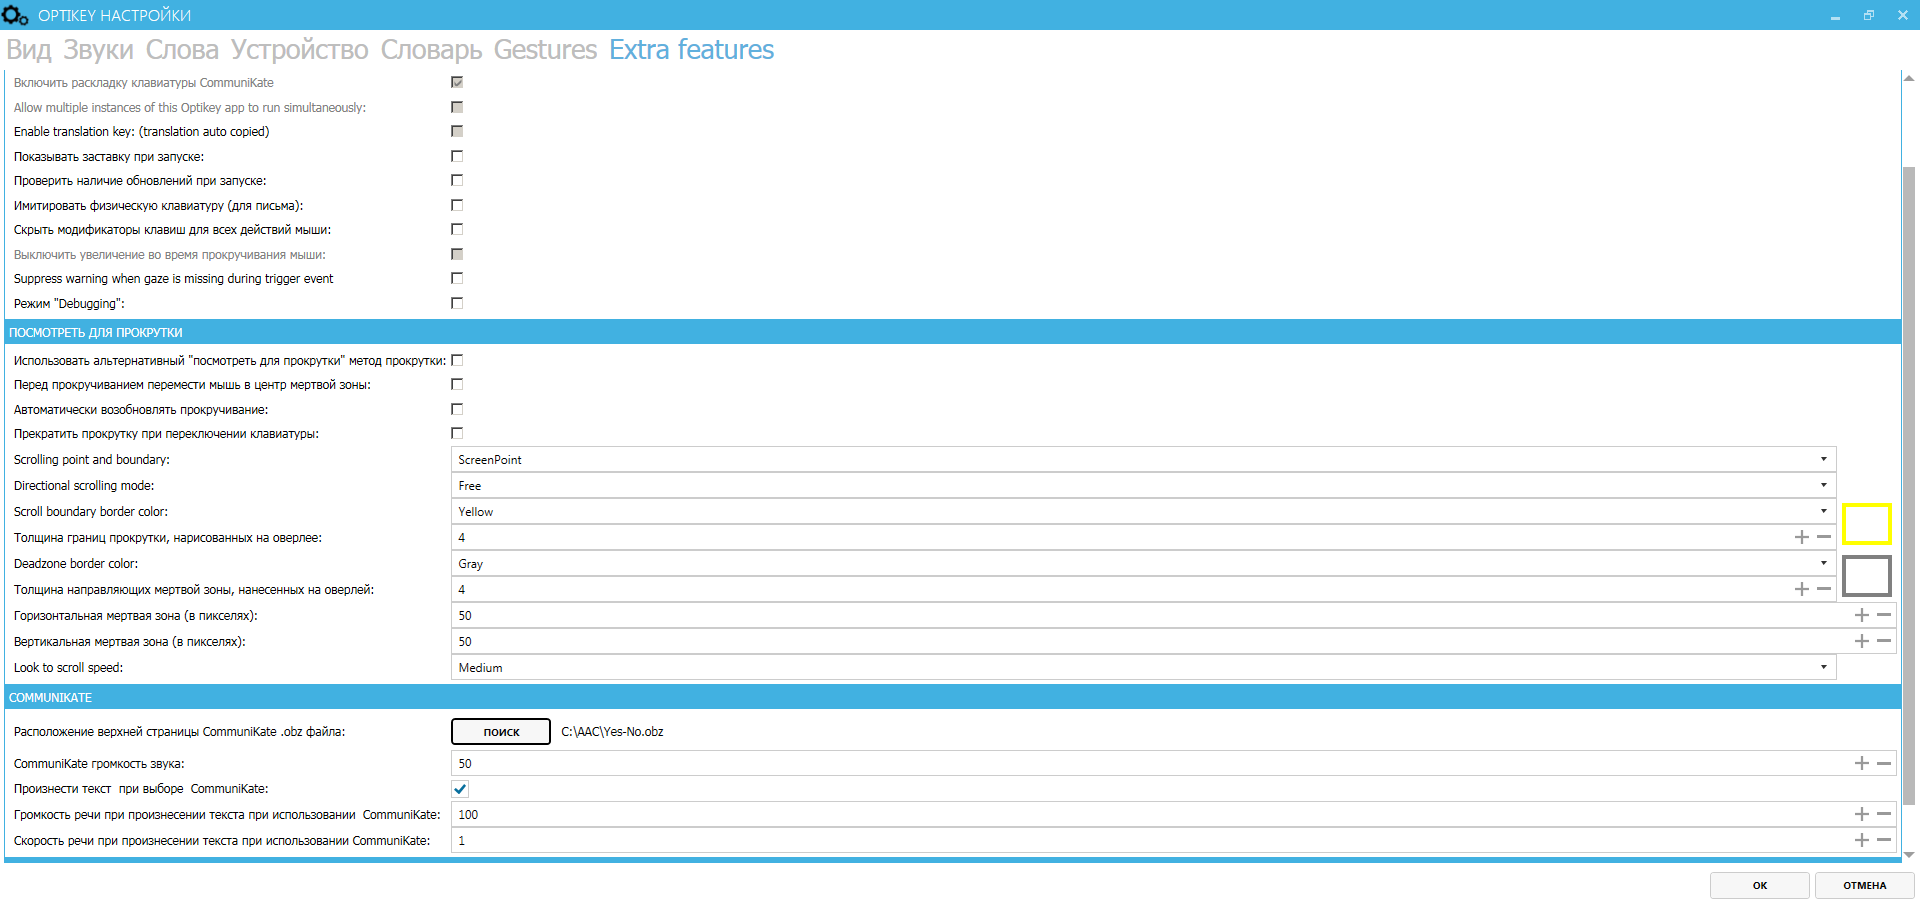 OPTIKEY НАСТРОЙКИ
Вид Звуки Слова Устройство Словарь Gestures Extra features
Включить раскладку клавиатуры CommuniKate
Allow multiple instances of this Optikey app to run simultaneously:
Enable translation key: (translation auto copied)
Показывать заставку при запуске:
Проверить наличие обновлений при запуске:
Имитировать физическую клавиатуру (для письма):
Скрыть модификаторы клавиш для всех действий мыши:
Выключить увеличение во время прокручивания мыши:
Suppress warning when gaze is missing during trigger event
Режим "Debugging":
ПОСМОТРЕТЬ ДЛЯ ПРОКРУТКИ
Использовать альтернативный "посмотреть для прокрутки" метод прокрутки:
Перед прокручиванием перемести мышь в центр мертвой зоны:
Автоматически возобновлять прокручивание:
Прекратить прокрутку при переключении клавиатуры:
Scrolling point and boundary: ScreenPoint
Directional scrolling mode: Free
Scroll boundary border color: Yellow
Толщина границ прокрутки, нарисованных на оверлее: 4
Deadzone border color: Gray
Толщина направляющих мертвой зоны, нанесенных на оверлей: 4
Горизонтальная мертвая зона (в пикселях): 50
Вертикальная мертвая зона (в пикселях): 50
Look to scroll speed: Medium
COMMUNIKATE
Расположение верхней страницы CommuniKate .obz файла: ПОИСК C:\AAC\Yes-No.obz
CommuniKate громкость звука: 50
Произнести текст при выборе CommuniKate:
Громкость речи при произнесении текста при использовании CommuniKate: 100
Скорость речи при произнесении текста при использовании CommuniKate: 1
ОК ОТМЕНА